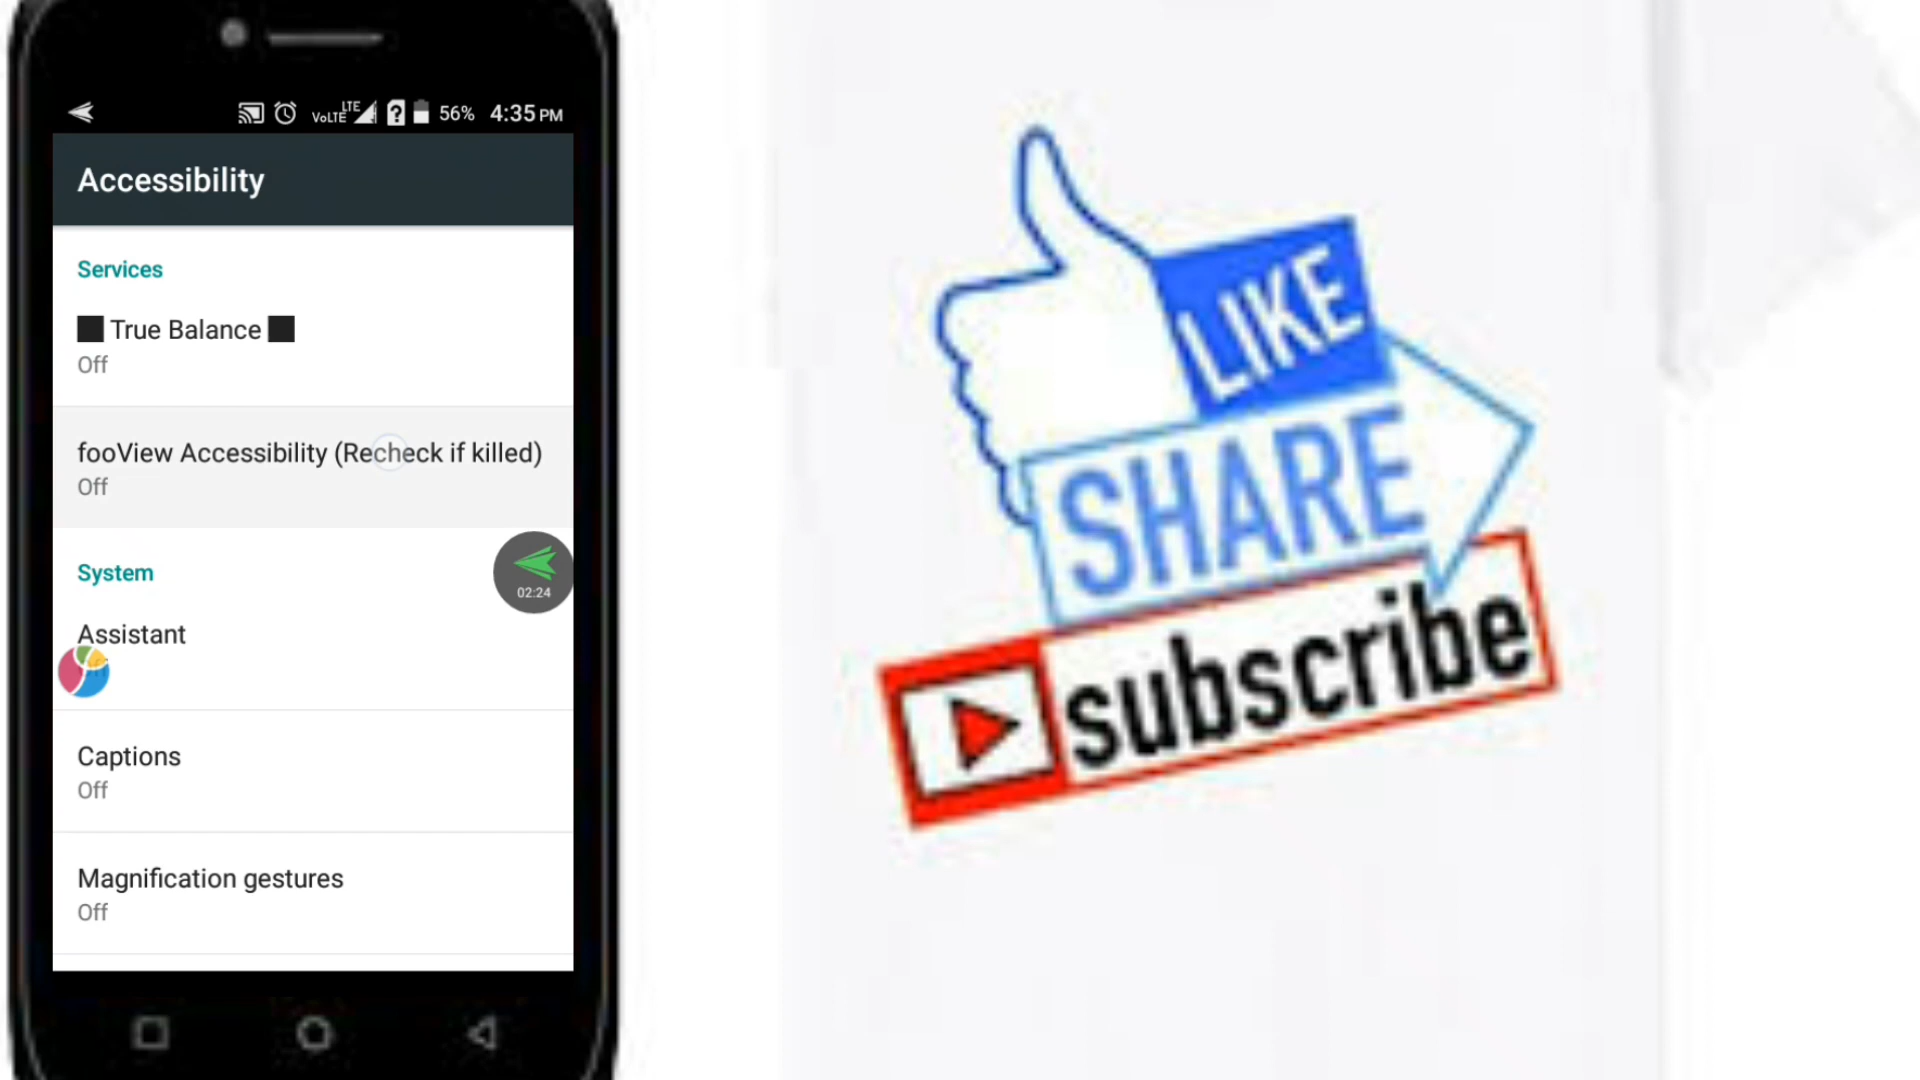 VoLTE LTE 56% 4:35 PM
Accessibility
Services
True Balance
Off
fooView Accessibility (Recheck if killed)
Off
02:24
System
Assistant
Captions
Off
Magnification gestures
Off
LIKE
SHARE
subscribe